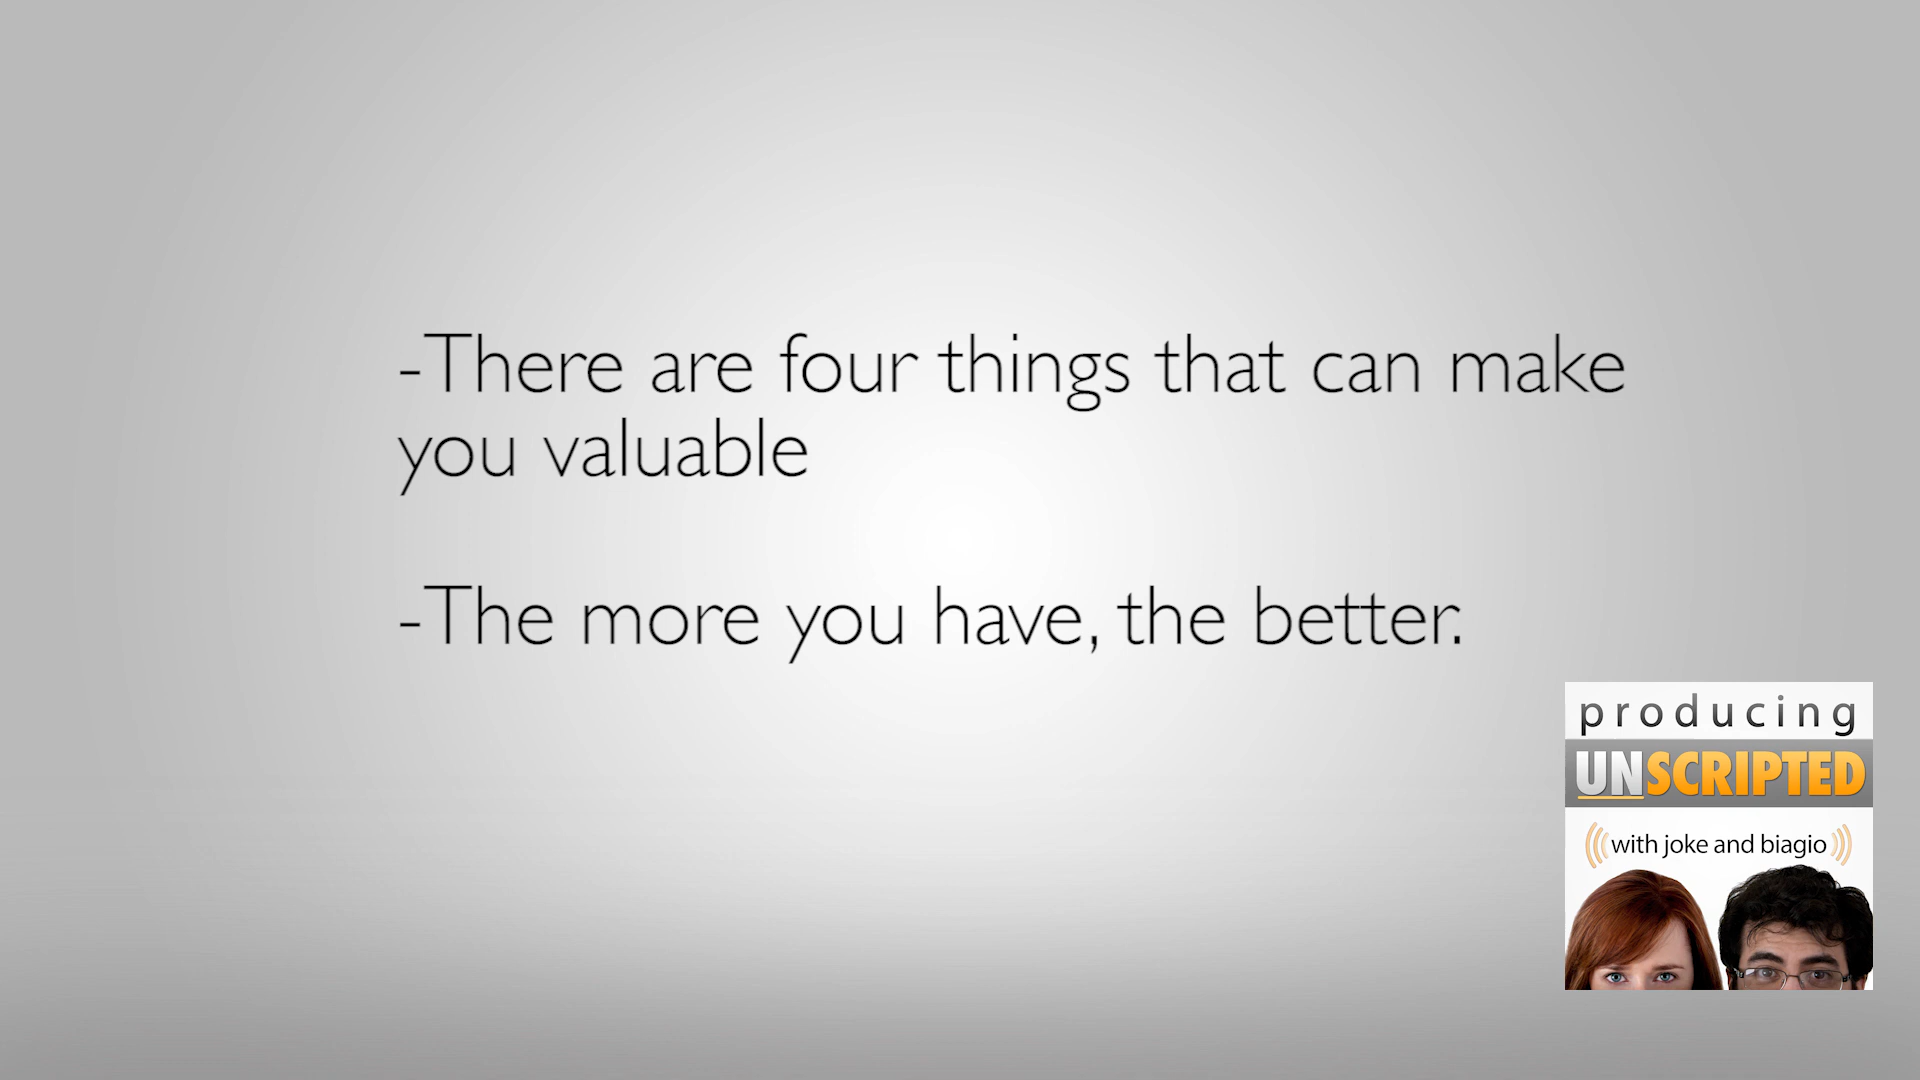 -There are four things that can make
you valuable
-The more you have, the better.
producing
UNSCRIPTED
with joke and biagio